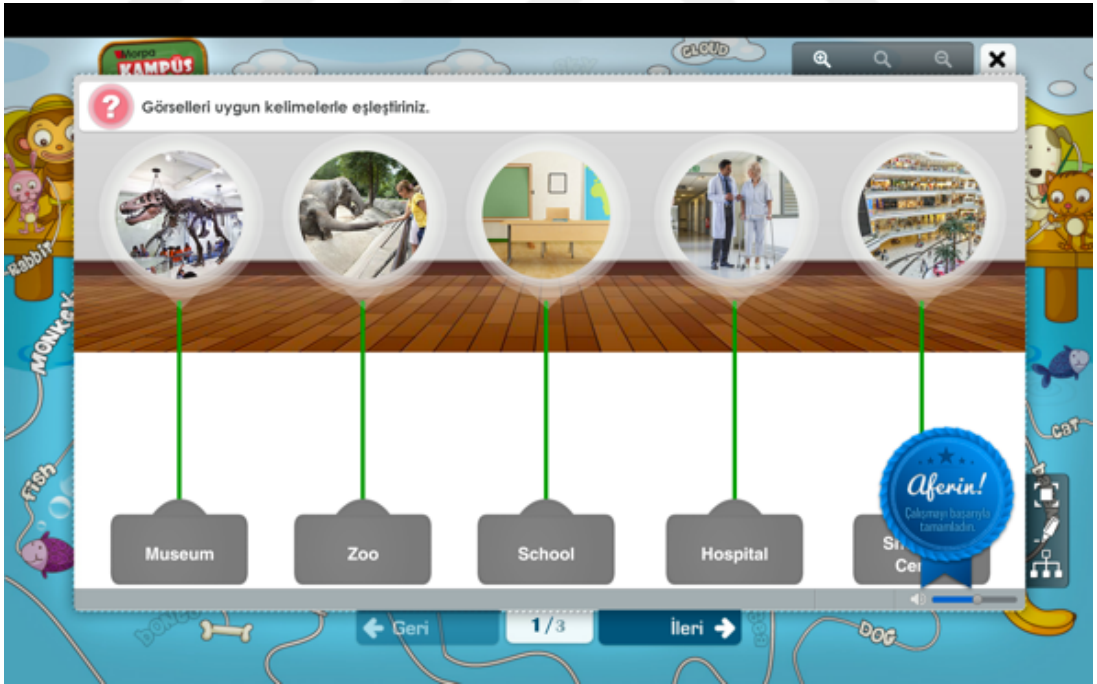 Morpa
KAMPÜS
CLOUD
Görselleri uygun kelimelerle eşleştiriniz.
Rabbit
MONKEY
CAT
fish
Aferin!
Çalışmayı başarıyla
tamamladın.
Museum
Zoo
School
Hospital
Geri
1/3
İleri
DOG